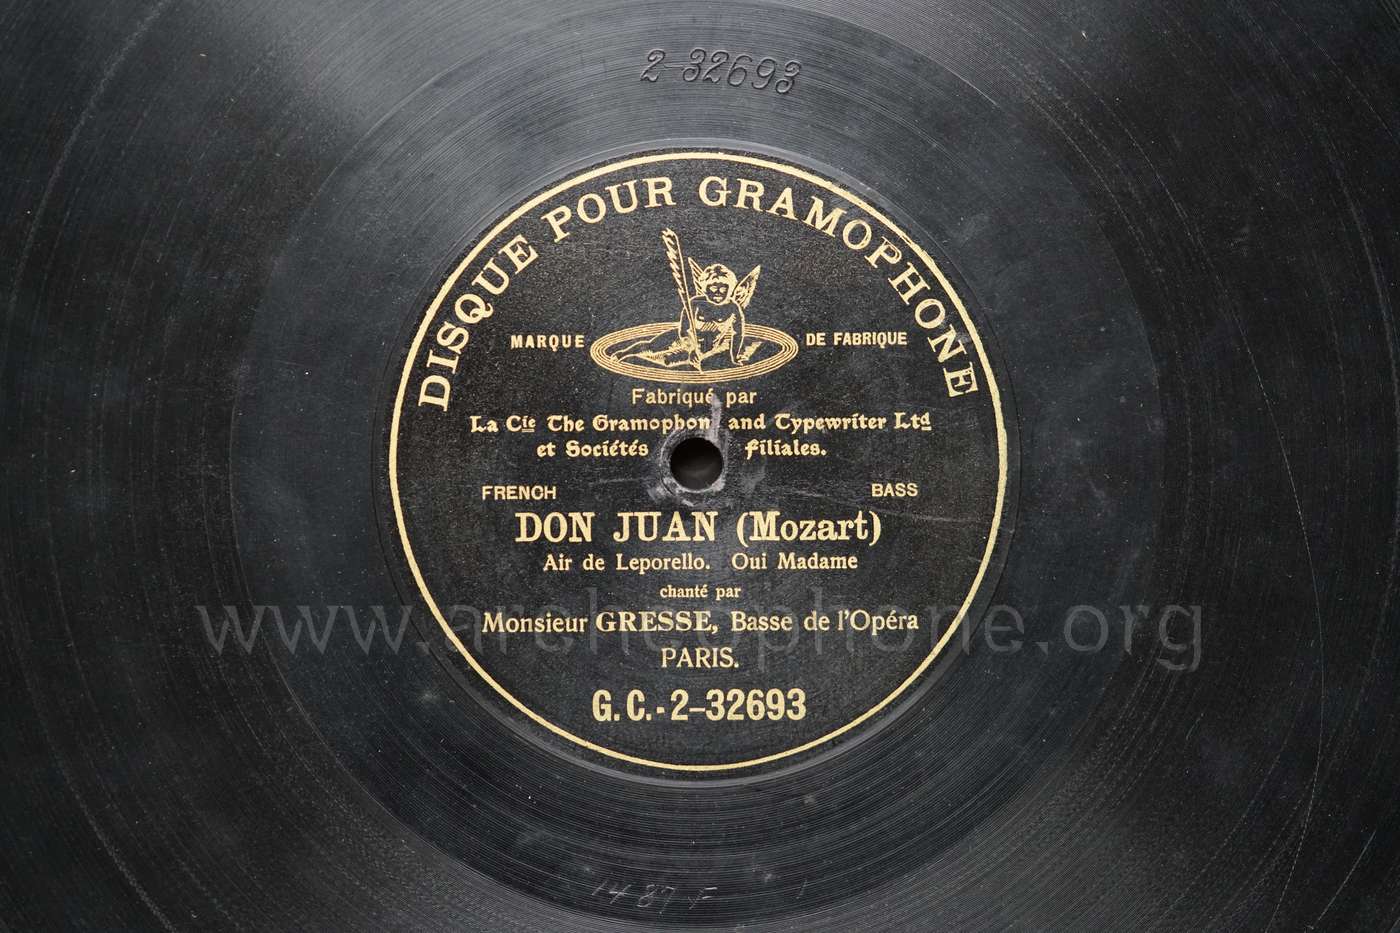 2-32693
DISQUE POUR GRAMOPHONE
MARQUE DE FABRIQUE
Fabriqué par
La Cie The Gramophon and Typewriter Ltd
et Sociétés filiales.
FRENCH BASS
DON JUAN (Mozart)
Air de Leporello. Oui Madame
chanté par
www.archeophone.org
Monsieur GRESSE, Basse de l'Opéra
PARIS.
G.C.-2-32693
1487 F